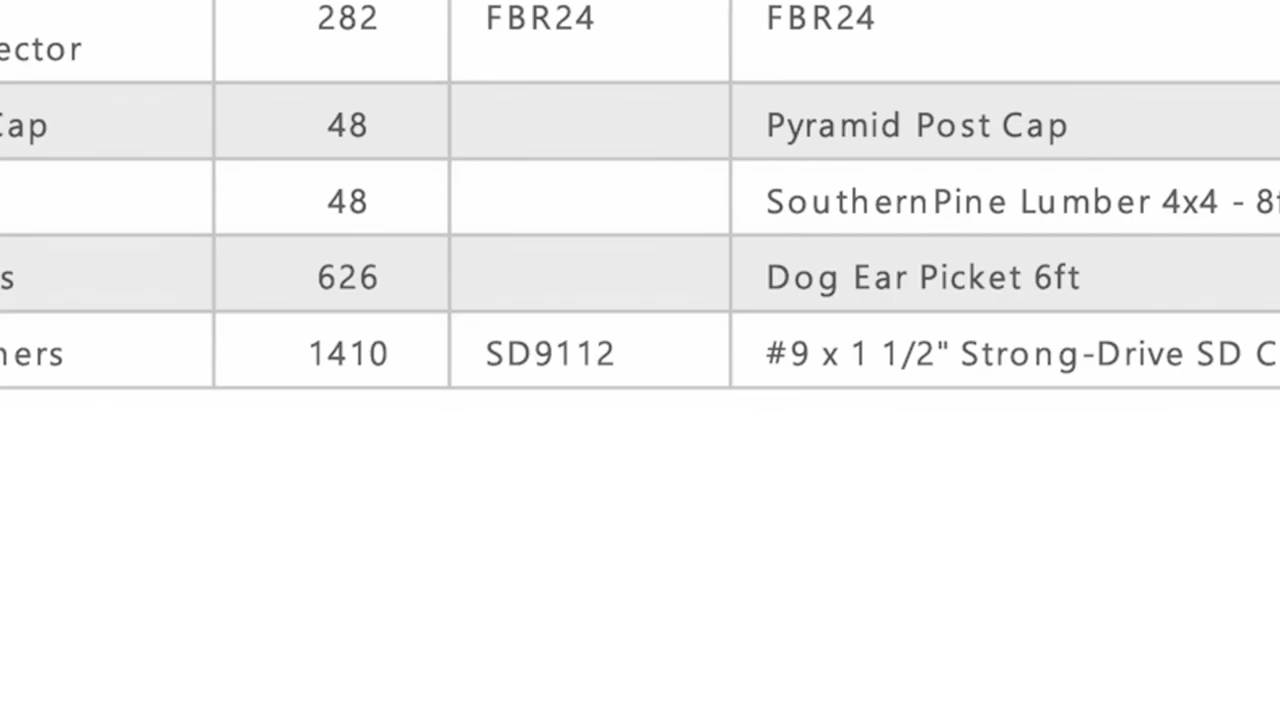 282 FBR24 FBR24
ector
Cap 48 Pyramid Post Cap
48 SouthernPine Lumber 4x4 - 8f
s 626 Dog Ear Picket 6ft
ners 1410 SD9112 #9 x 1 1/2" Strong-Drive SD C